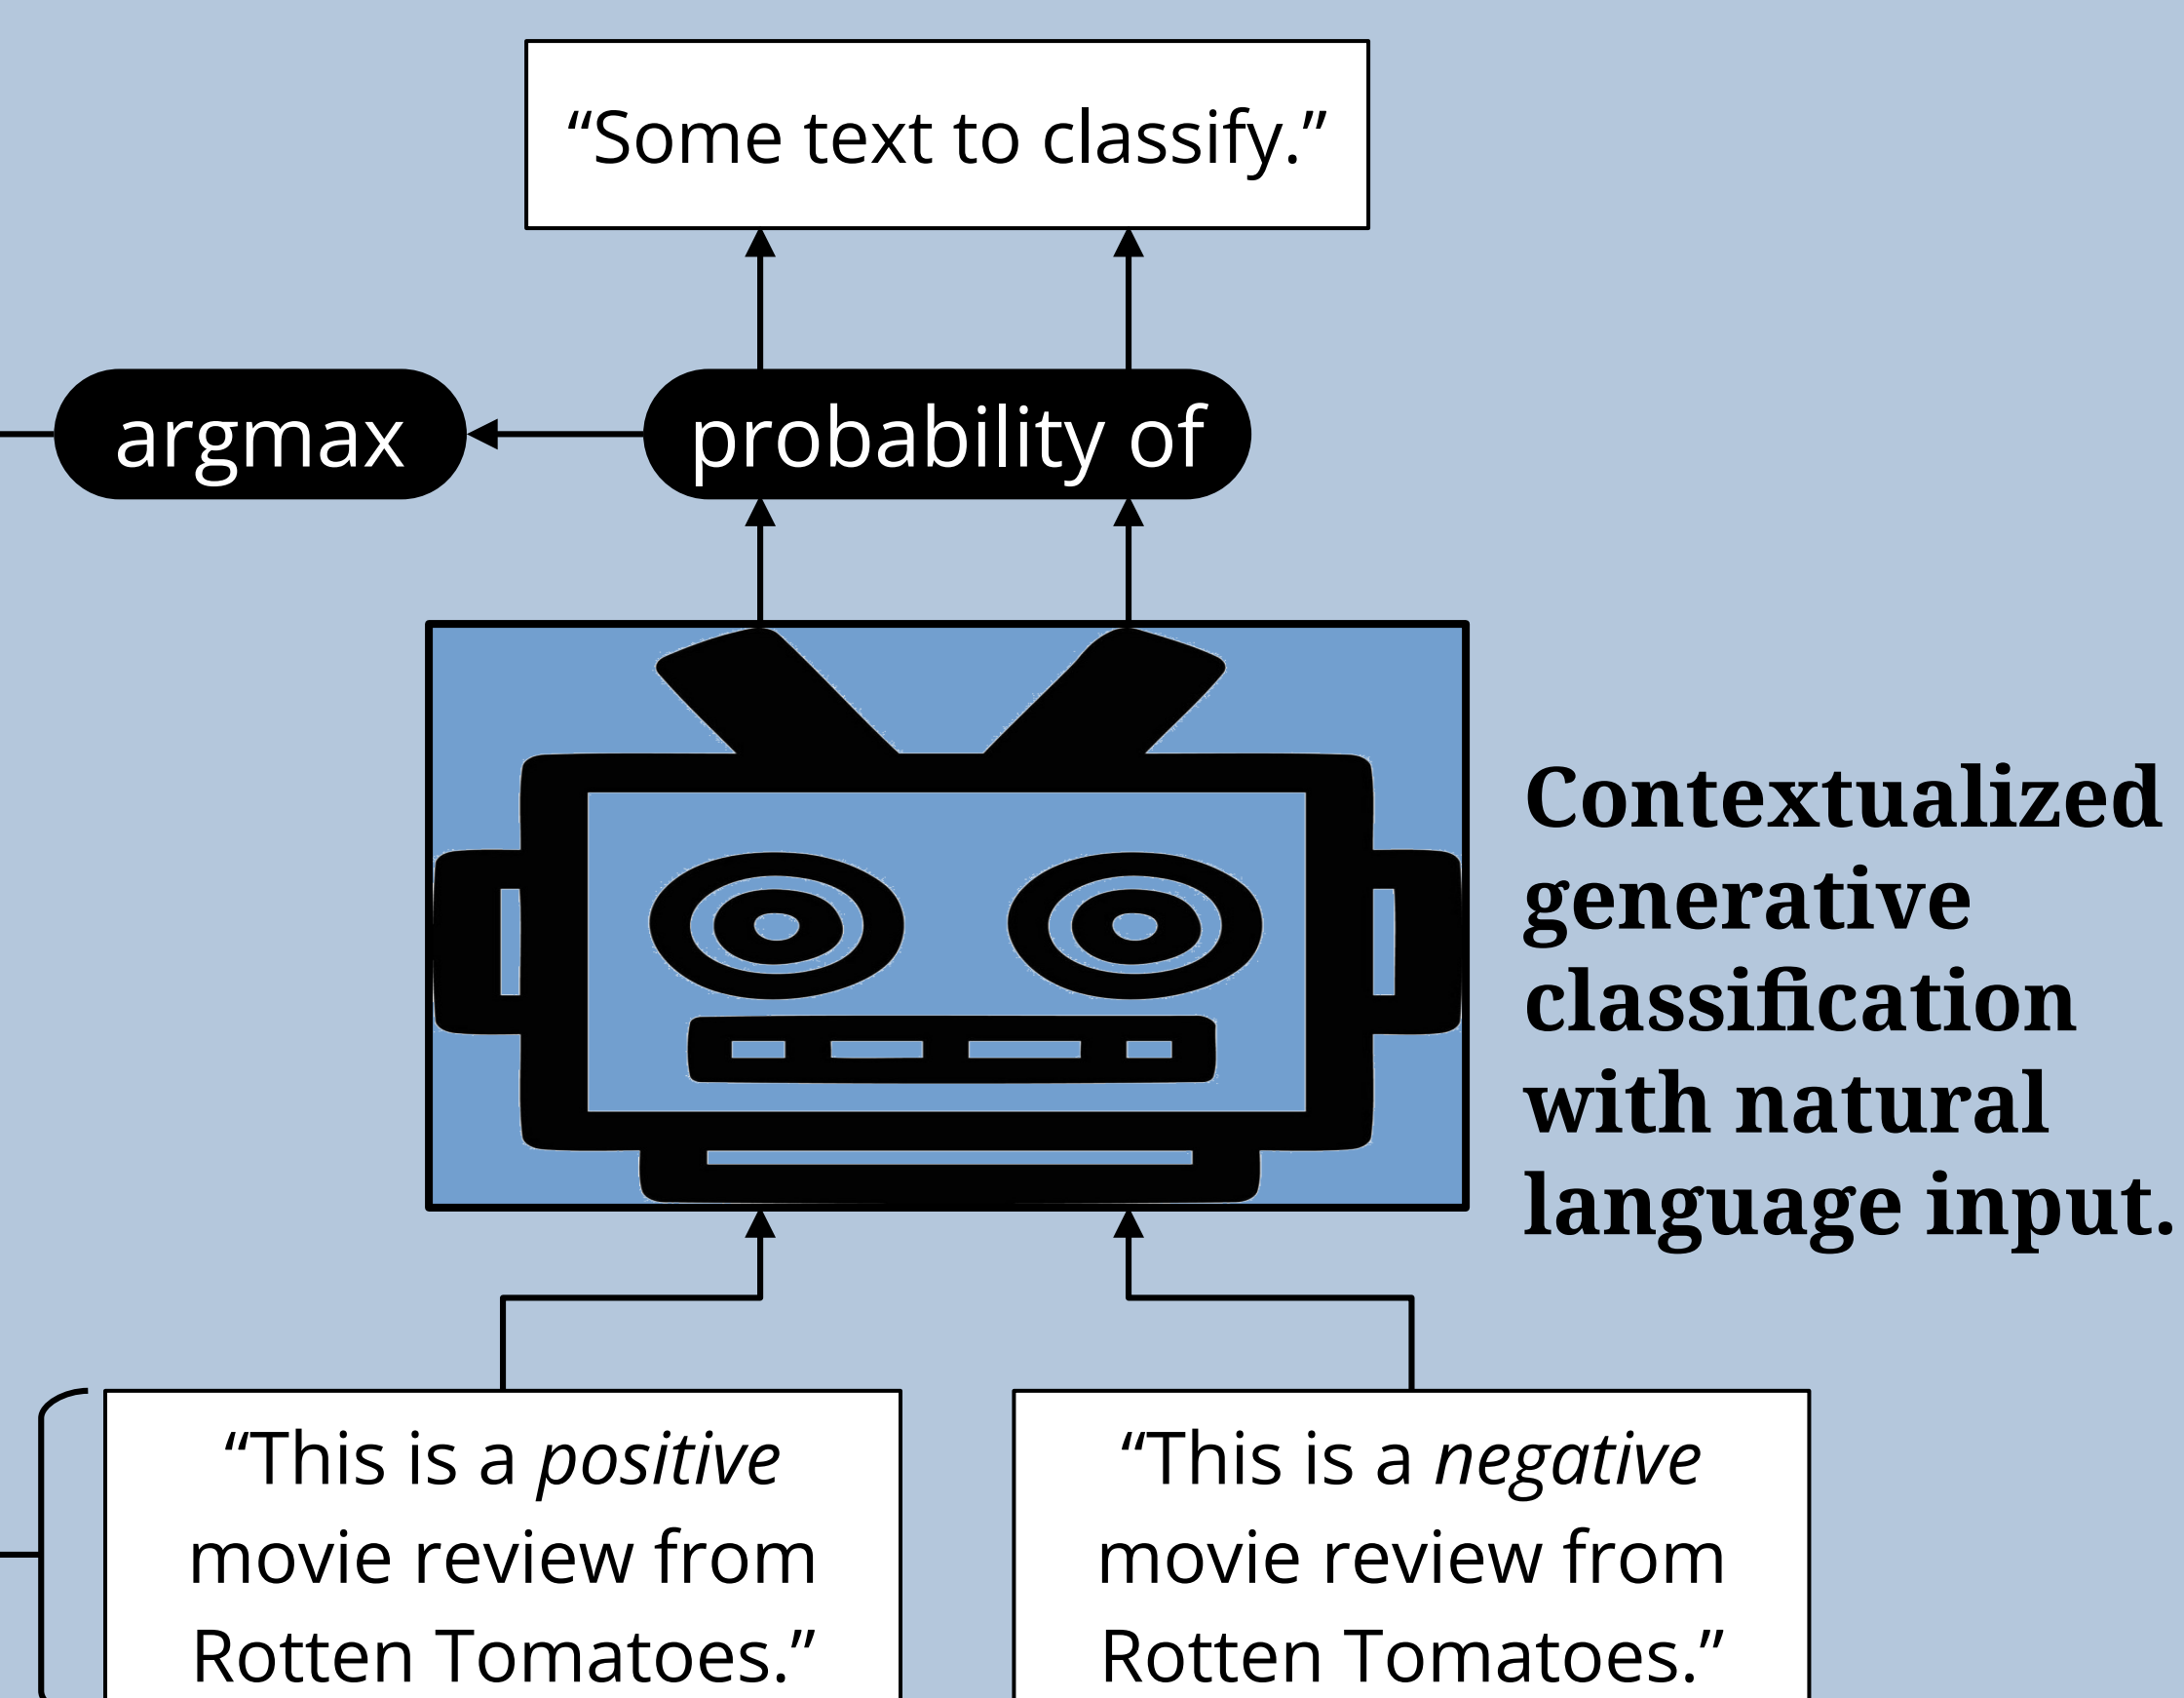 “Some text to classify.”
argmax
probability of
Contextualized
generative
classification
with natural
language input.
“This is a positive
movie review from
Rotten Tomatoes.”
“This is a negative
movie review from
Rotten Tomatoes.”